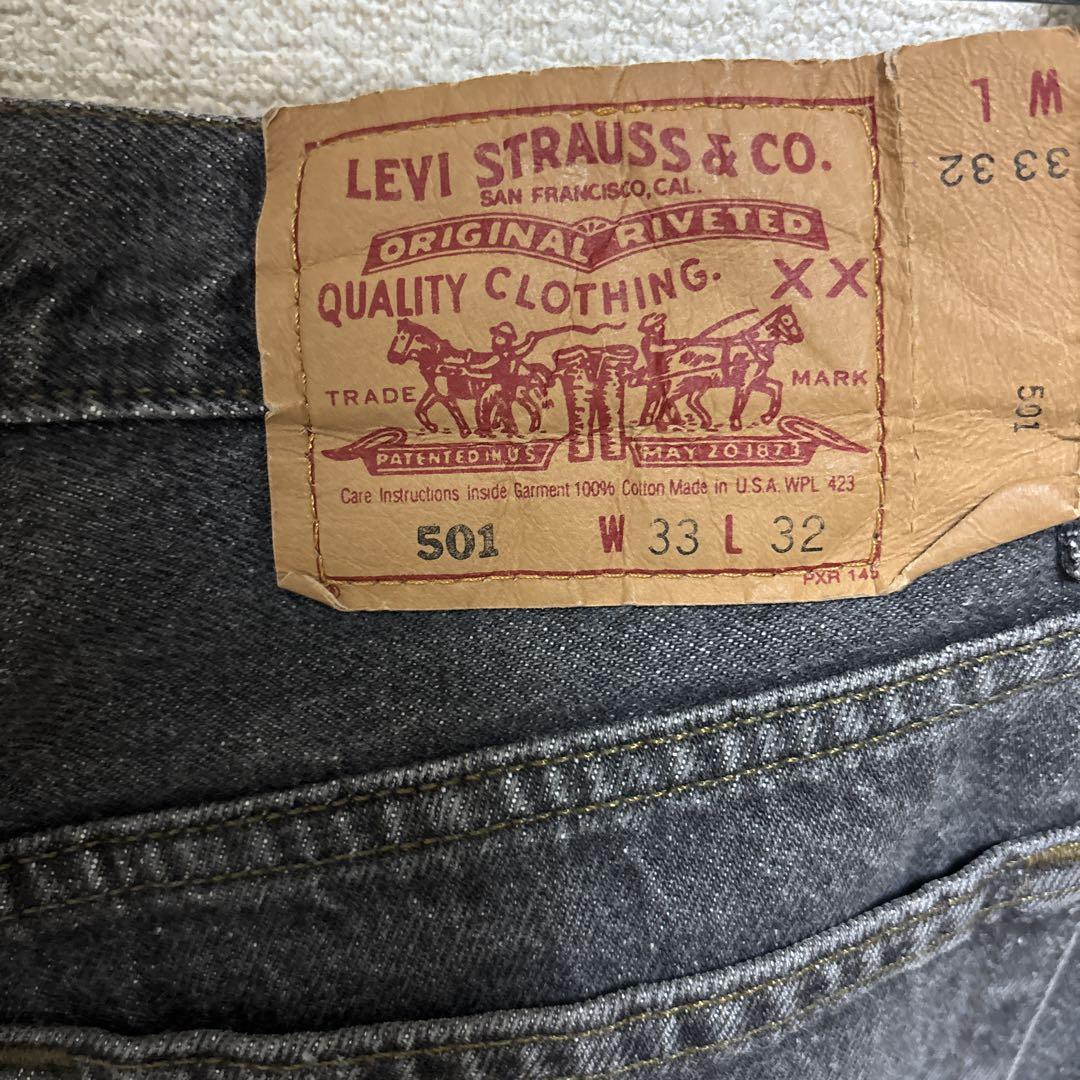 LEVI STRAUSS & CO.
SAN FRANCISCO, CAL.
ORIGINAL RIVETED
QUALITY CLOTHING. XX
TRADE MARK
PATENTED IN U.S. MAY 20 1873
Care Instructions Inside Garment 100% Cotton Made in U.S.A. WPL 423
501 W 33 L 32
PXR 145
W L
33 32
501